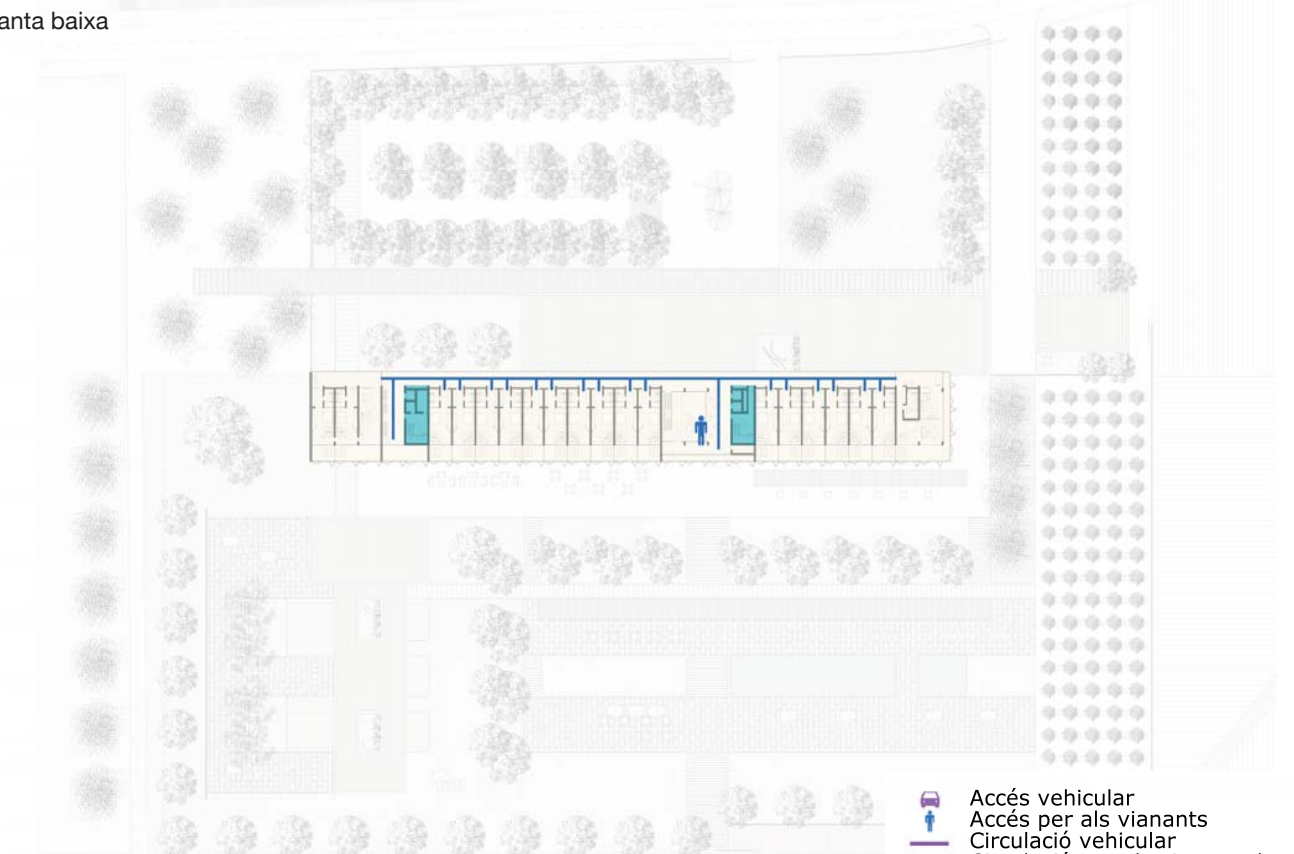 anta baixa
Accés vehicular
Accés per als vianants
Circulació vehicular